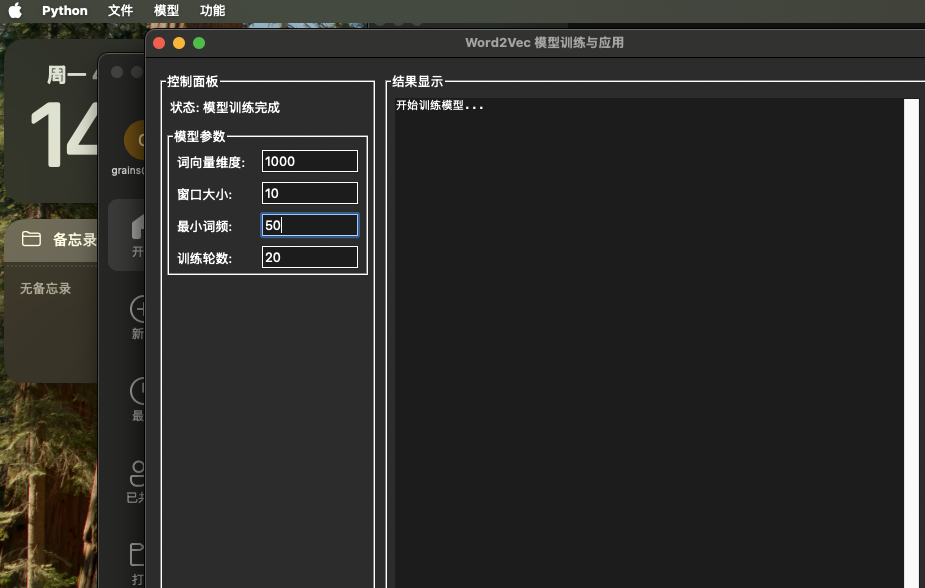 Python 文件 模型 功能
Word2Vec 模型训练与应用
周一
14
grains
备忘录
无备忘录
开
新
最
已
打
控制面板
状态: 模型训练完成
模型参数
词向量维度: 1000
窗口大小: 10
最小词频: 50
训练轮数: 20
结果显示
开始训练模型...